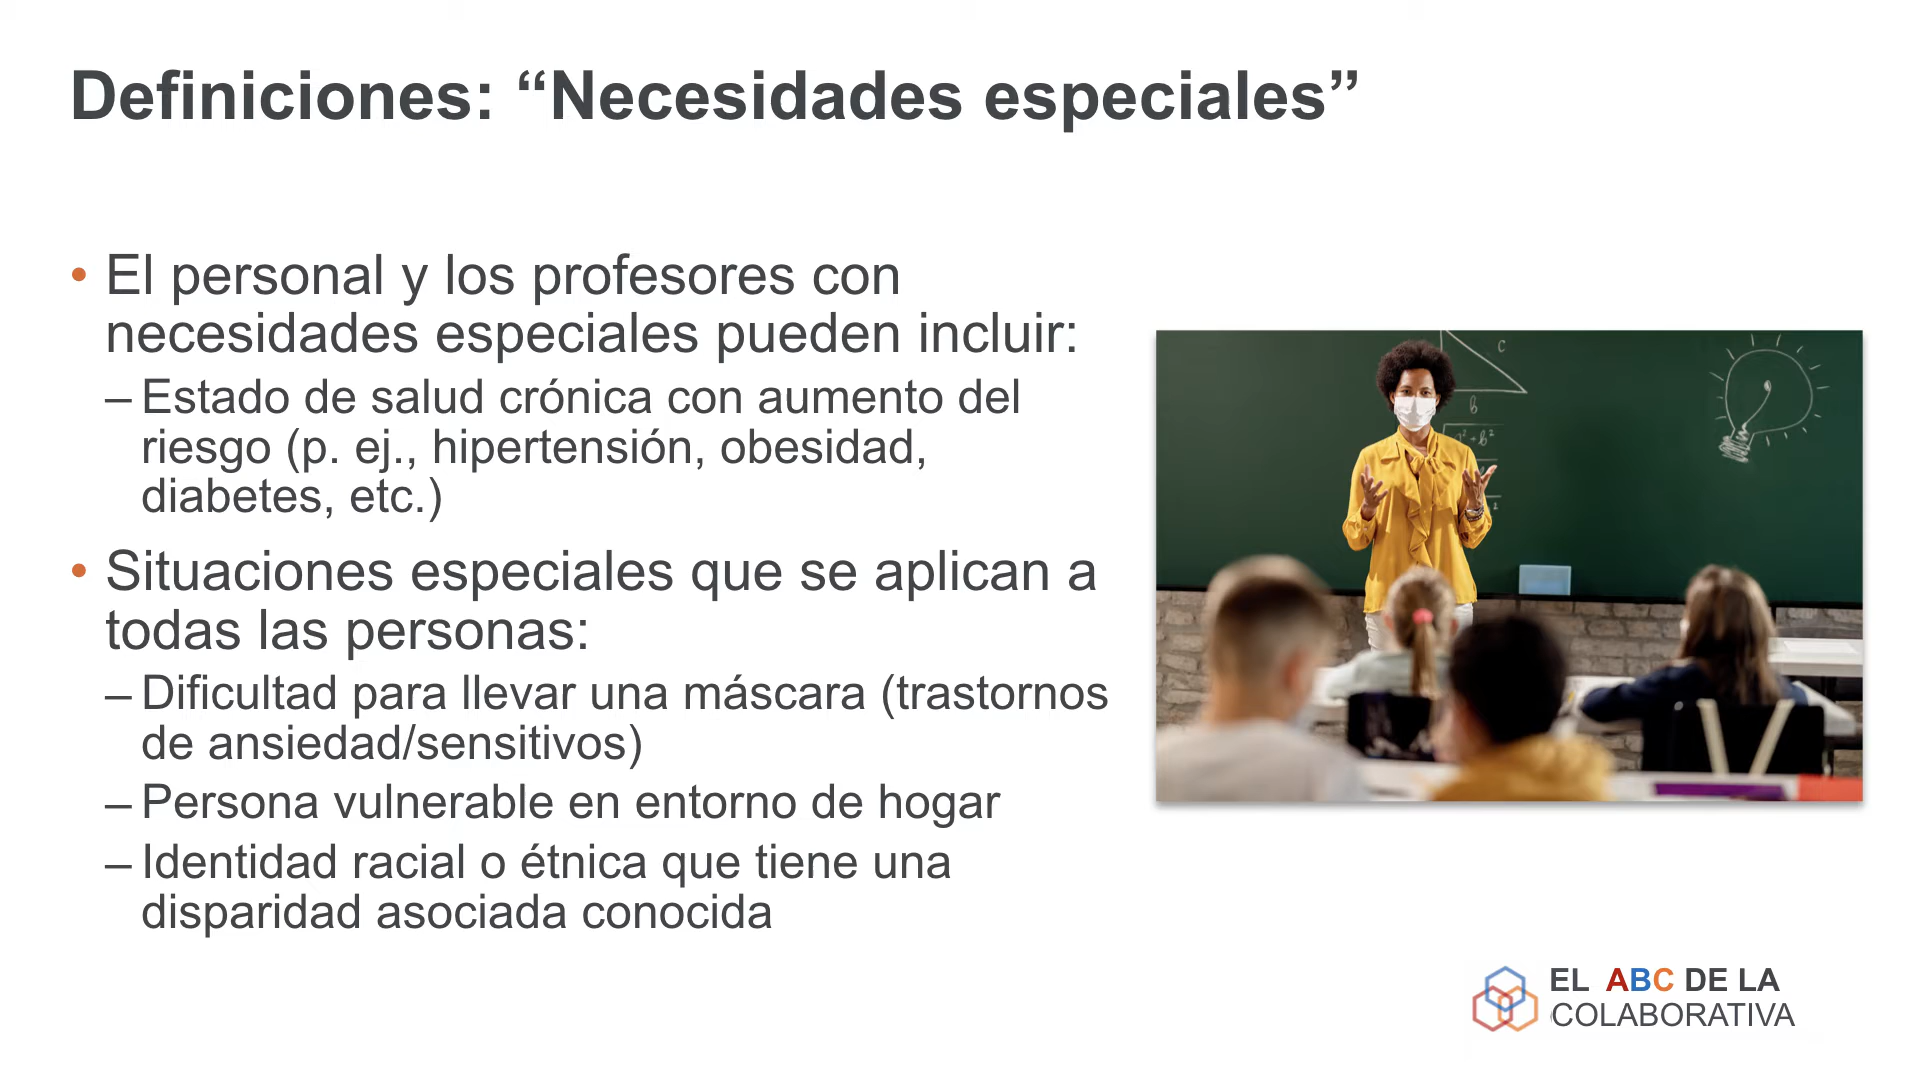 Definiciones: “Necesidades especiales”
• El personal y los profesores con
necesidades especiales pueden incluir:
– Estado de salud crónica con aumento del
riesgo (p. ej., hipertensión, obesidad,
diabetes, etc.)
• Situaciones especiales que se aplican a
todas las personas:
– Dificultad para llevar una máscara (trastornos
de ansiedad/sensitivos)
– Persona vulnerable en entorno de hogar
– Identidad racial o étnica que tiene una
disparidad asociada conocida
c
b
EL ABC DE LA
COLABORATIVA